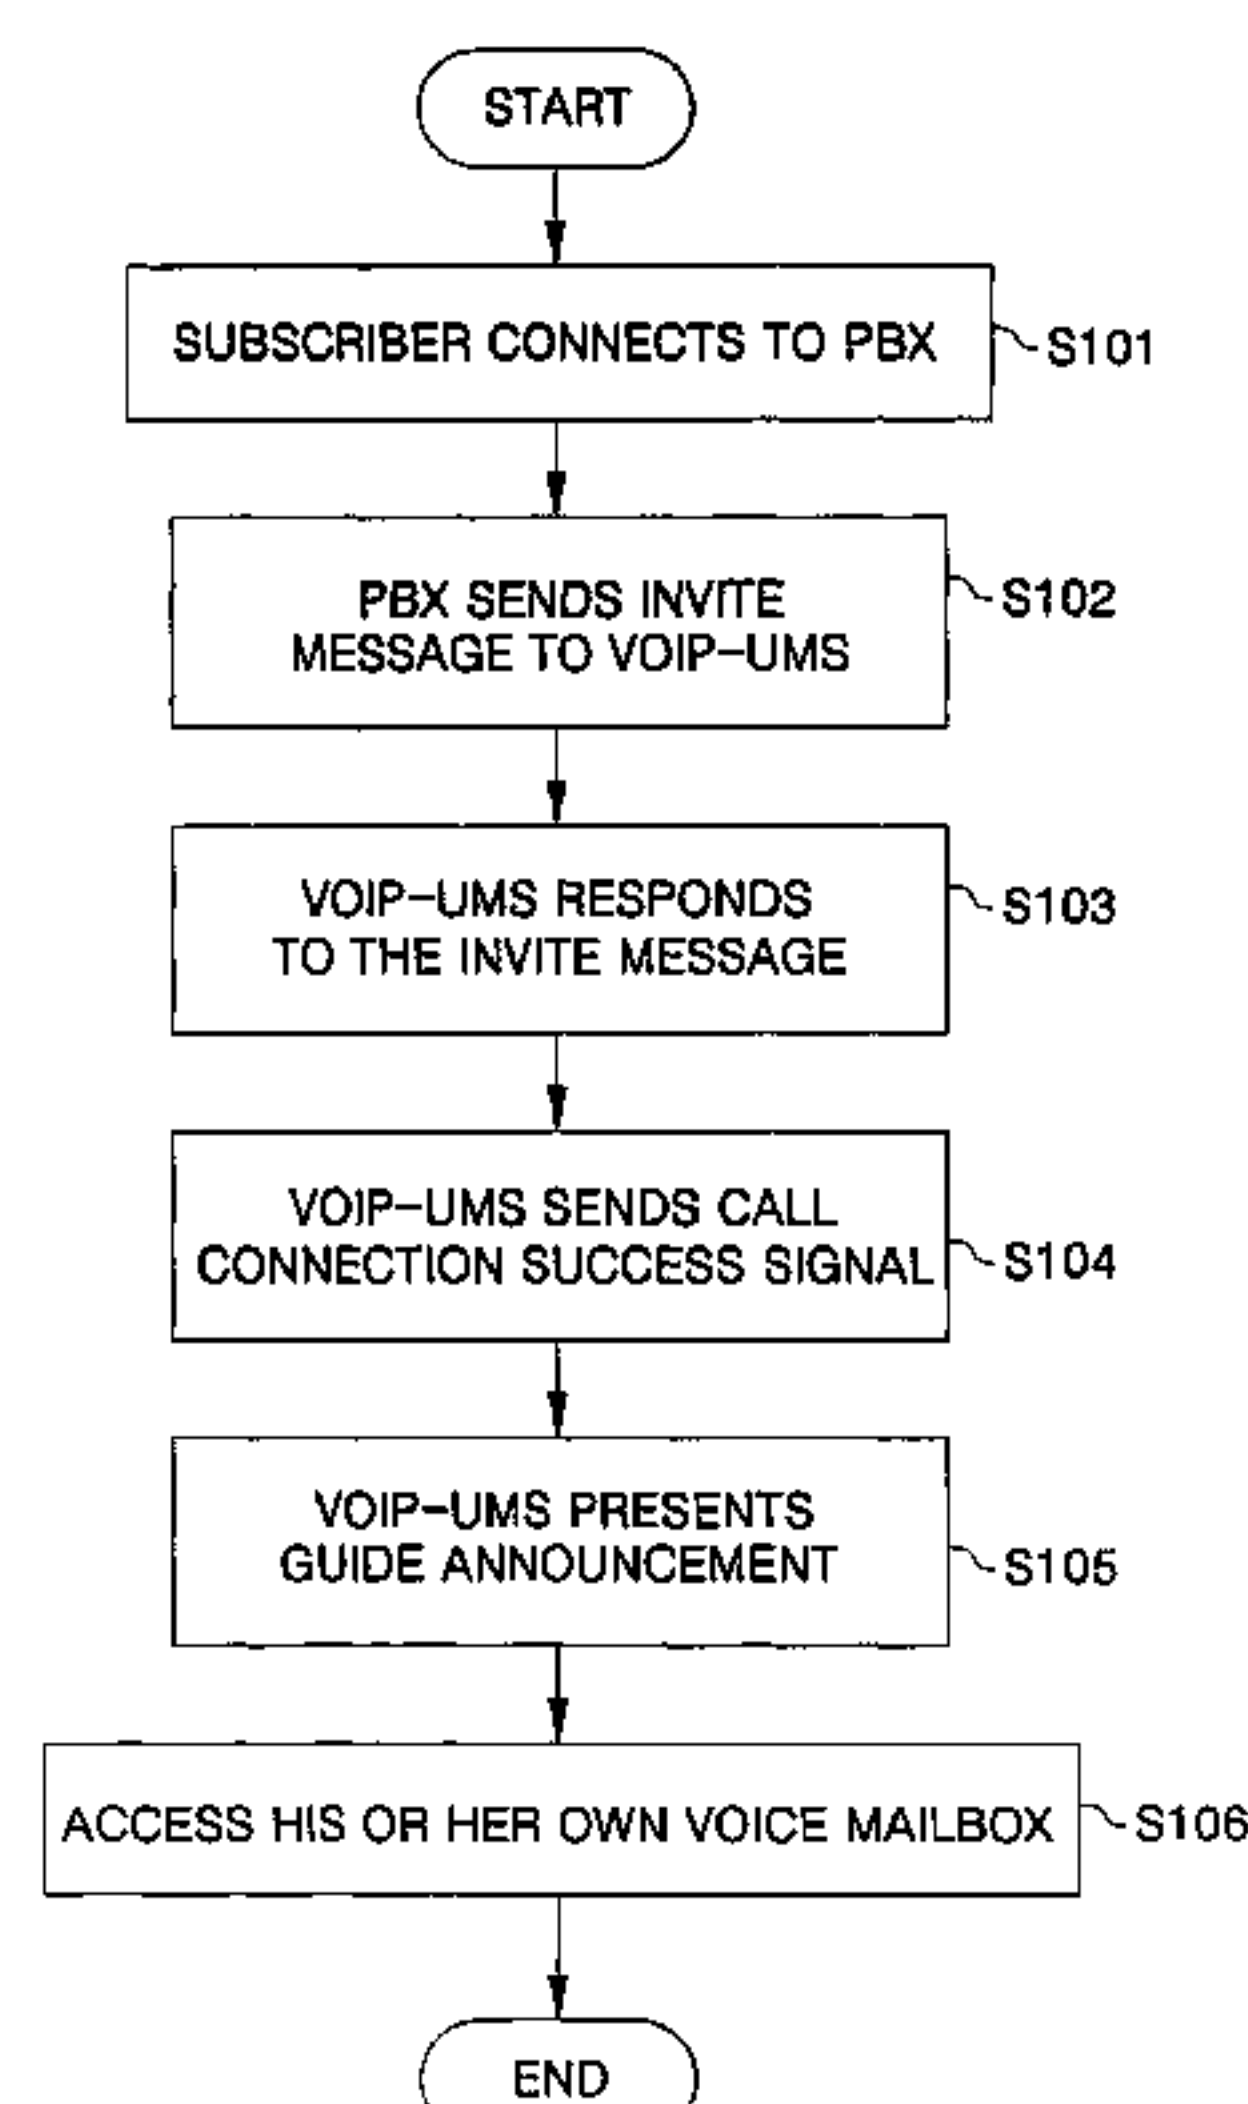 START
SUBSCRIBER CONNECTS TO PBX
S101
PBX SENDS INVITE
MESSAGE TO VOIP-UMS
S102
VOIP-UMS RESPONDS
TO THE INVITE MESSAGE
S103
VOIP-UMS SENDS CALL
CONNECTION SUCCESS SIGNAL
S104
VOIP-UMS PRESENTS
GUIDE ANNOUNCEMENT
S105
ACCESS HIS OR HER OWN VOICE MAILBOX
S106
END